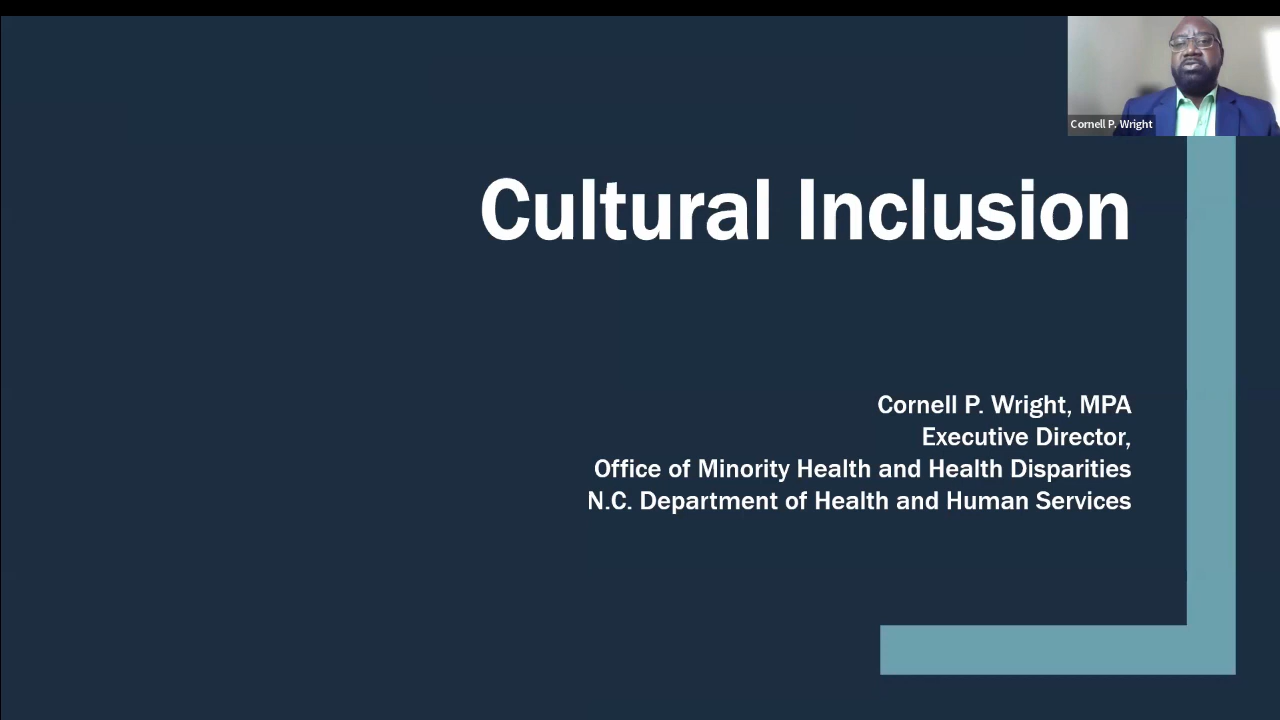 Cornell P. Wright
Cultural Inclusion
Cornell P. Wright, MPA
Executive Director,
Office of Minority Health and Health Disparities
N.C. Department of Health and Human Services